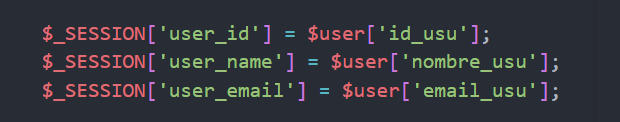 $_SESSION['user_id'] = $user['id_usu'];
$_SESSION['user_name'] = $user['nombre_usu'];
$_SESSION['user_email'] = $user['email_usu'];